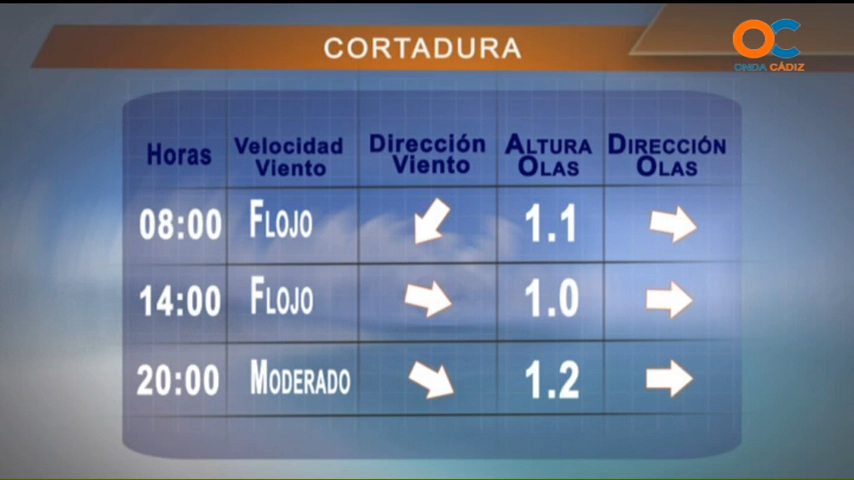 CORTADURA
OC
ONDA CÁDIZ
Horas
Velocidad
Viento
Dirección
Viento
ALTURA
OLAS
DIRECCIÓN
OLAS
08:00 FLOJO 1.1
14:00 FLOJO 1.0
20:00 MODERADO 1.2